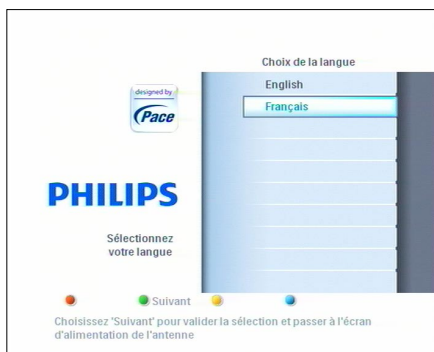 Choix de la langue
English
Français
designed by
Pace
PHILIPS
Sélectionnez
votre langue
Suivant
Choisissez 'Suivant' pour valider la sélection et passer à l'écran
d'alimentation de l'antenne